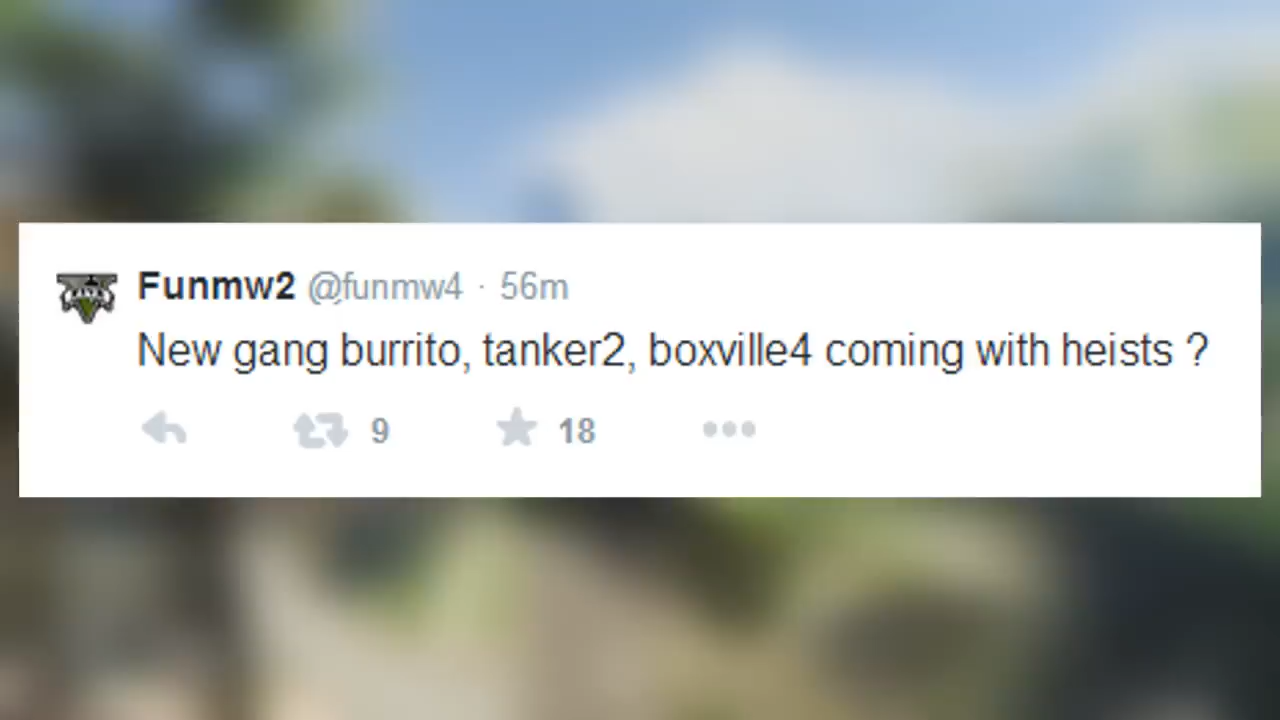 Funmw2 @funmw4 · 56m
New gang burrito, tanker2, boxville4 coming with heists ?
9 18